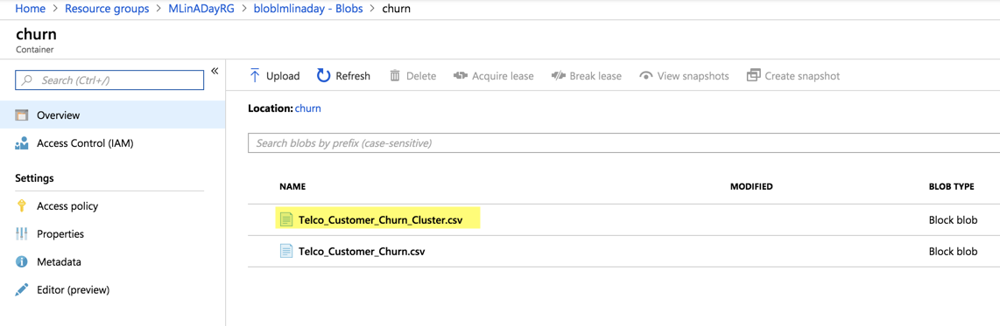 Home > Resource groups > MLinADayRG > bloblmlinaday - Blobs > churn
churn
Container
Search (Ctrl+/)
«
Overview
Access Control (IAM)
Settings
Access policy
Properties
Metadata
Editor (preview)
Upload Refresh Delete Acquire lease Break lease View snapshots Create snapshot
Location: churn
Search blobs by prefix (case-sensitive)
NAME MODIFIED BLOB TYPE
Telco_Customer_Churn_Cluster.csv Block blob
Telco_Customer_Churn.csv Block blob